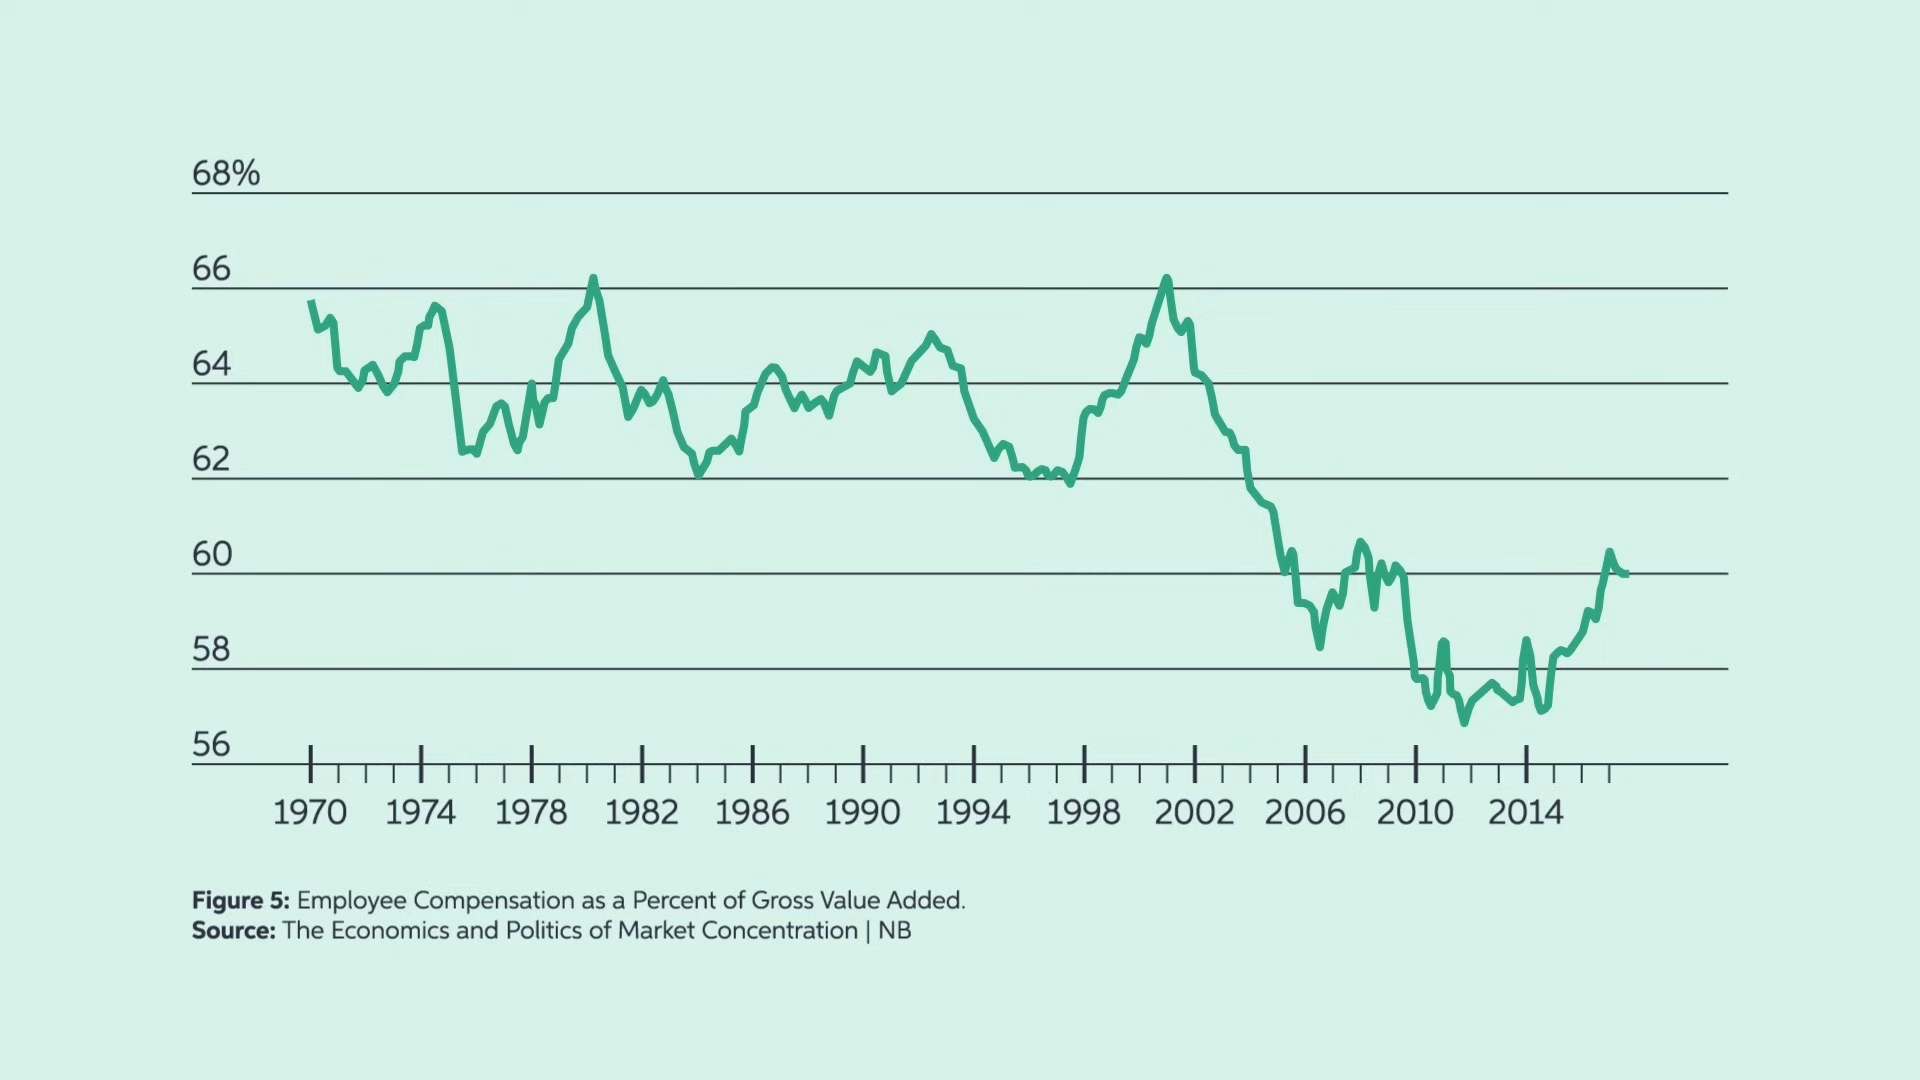 68%
66
64
62
60
58
56
1970 1974 1978 1982 1986 1990 1994 1998 2002 2006 2010 2014
Figure 5: Employee Compensation as a Percent of Gross Value Added.
Source: The Economics and Politics of Market Concentration | NB